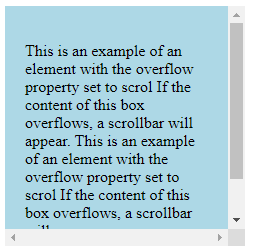 This is an example of an
element with the overflow
property set to scrol If the
content of this box
overflows, a scrollbar will
appear. This is an example
of an element with the
overflow property set to
scrol If the content of this
box overflows, a scrollbar